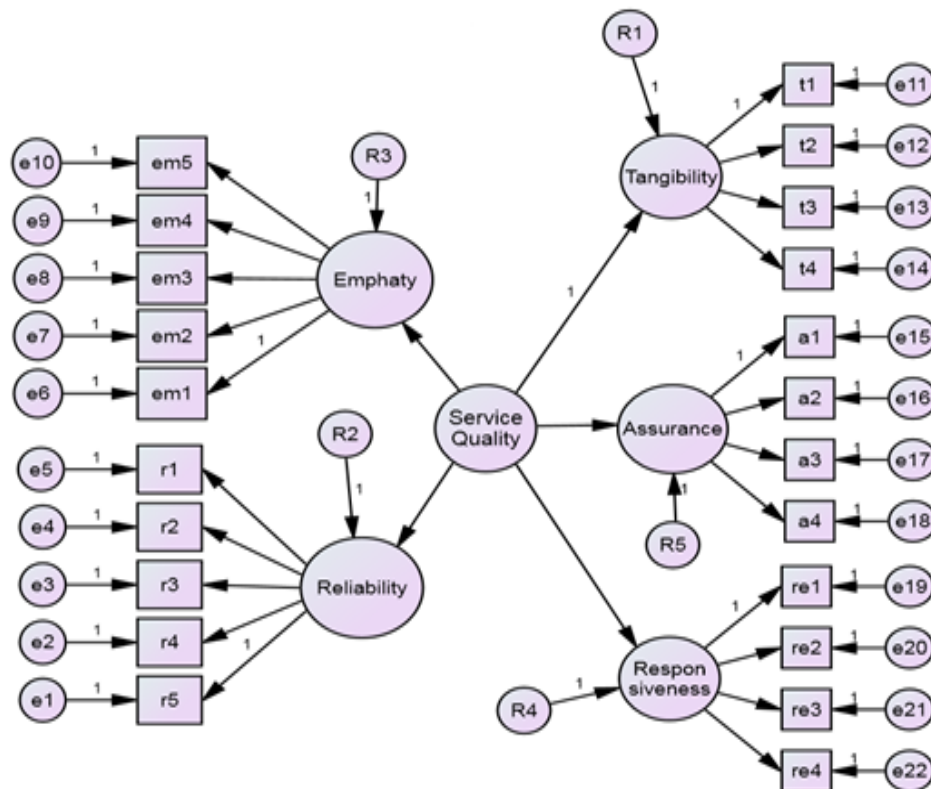 R1
t1
1
e11
1
1
e10
1
em5
R3
t2
1
e12
Tangibility
e9
1
em4
1
t3
1
e13
e8
1
em3
Emphaty
t4
1
e14
1
e7
1
em2
1
a1
1
e15
1
e6
1
em1
a2
1
e16
Service
Quality
Assurance
R2
e5
1
r1
a3
1
e17
1
1
e4
1
r2
a4
1
e18
R5
e3
1
r3
Reliability
re1
1
e19
1
e2
1
r4
1
re2
1
e20
Respon
siveness
e1
1
r5
1
R4
re3
1
e21
re4
1
e22